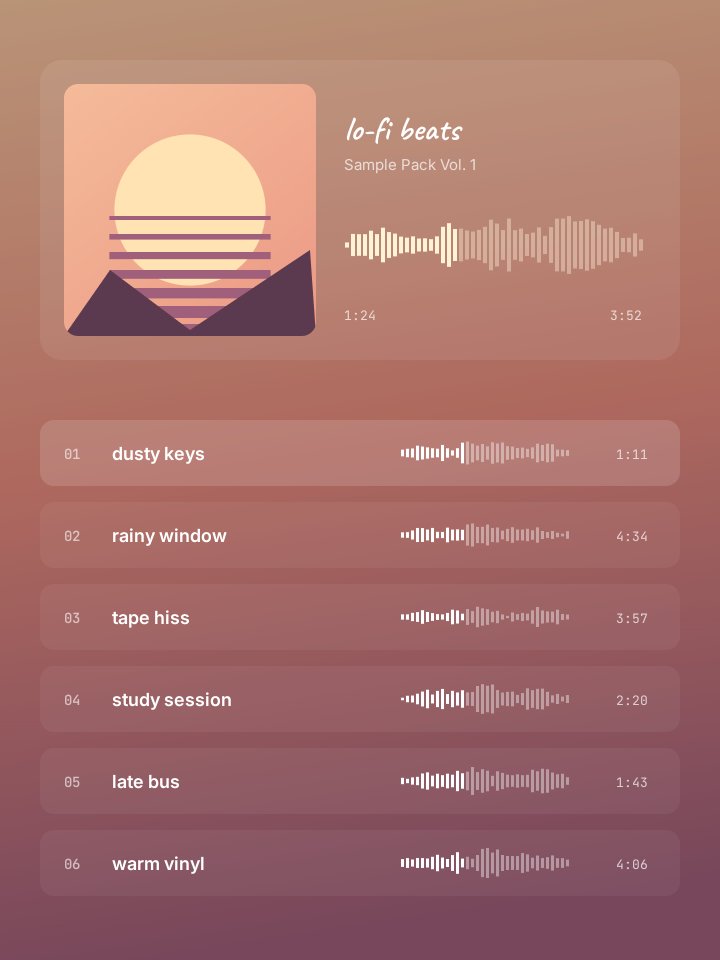 lo-fi beats
Sample Pack Vol. 1
1:24 3:52
01 dusty keys 1:11
02 rainy window 4:34
03 tape hiss 3:57
04 study session 2:20
05 late bus 1:43
06 warm vinyl 4:06